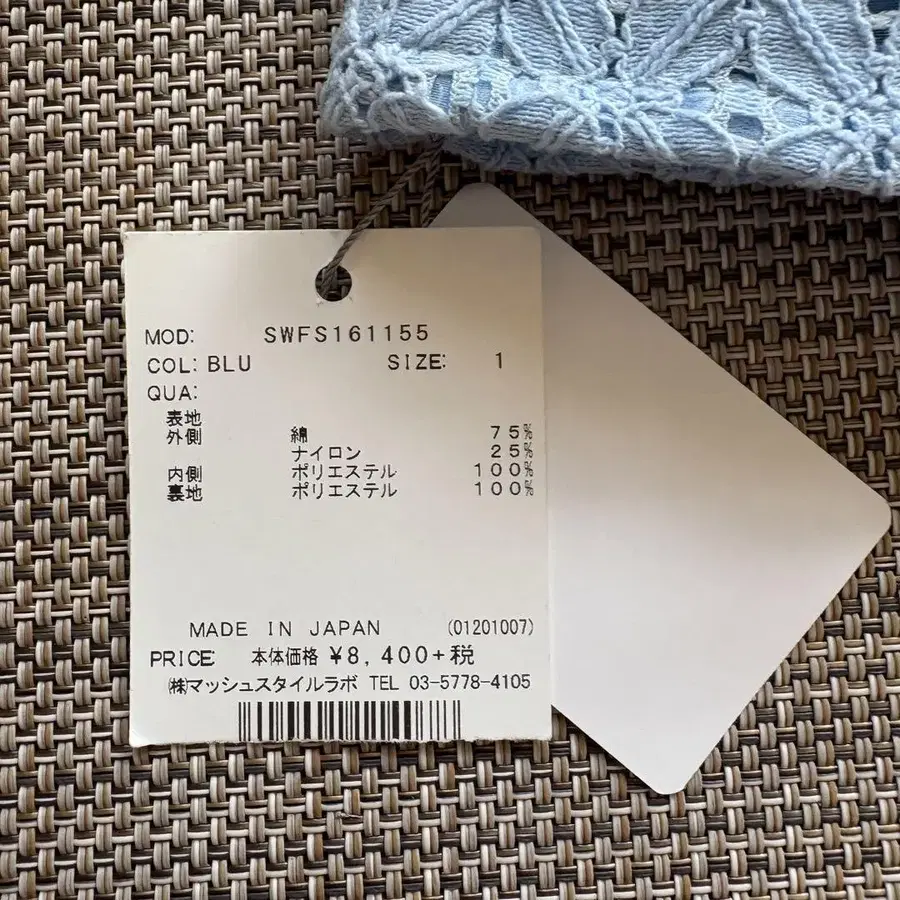 MOD: SWFS161155
COL: BLU SIZE: 1
QUA:
表地
外側 綿 75%
ナイロン 25%
内側 ポリエステル 100%
裏地 ポリエステル 100%
MADE IN JAPAN (01201007)
PRICE: 本体価格 ¥8,400+税
㈱マッシュスタイルラボ TEL 03-5778-4105